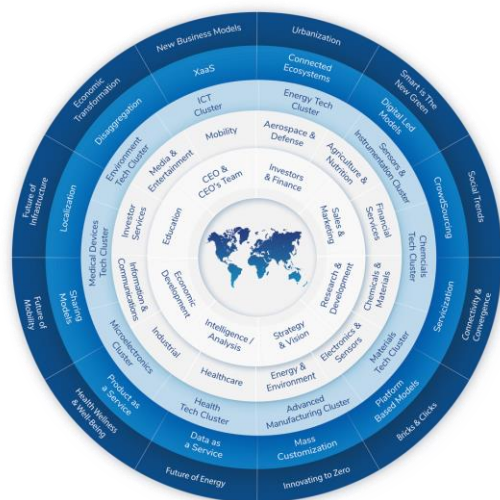 New Business Models
Urbanization
Smart is The
New Green
Social Trends
Connectivity &
Convergence
Bricks & Clicks
Innovating to Zero
Future of Energy
Health Wellness
& Well-Being
Future of
Mobility
Future of
Infrastructure
Economic
Transformation
XaaS
Connected
Ecosystems
Digital Led
Models
CrowdSourcing
Servicization
Platform
Based Models
Mass
Customization
Data as
a Service
Product as
a Service
Sharing
Models
Localization
Disaggregation
ICT
Cluster
Energy Tech
Cluster
Sensors &
Instrumentation Cluster
Chemcials
Tech Cluster
Materials
Tech Cluster
Advanced
Manufacturing Cluster
Health
Tech Cluster
Microelectronics
Cluster
Medical Devices
Tech Cluster
Environment
Tech Cluster
Mobility
Aerospace &
Defense
Agriculture &
Nutrition
Financial
Services
Chemicals &
Materials
Electronics &
Sensors
Energy &
Environment
Healthcare
Industrial
Information &
Communications
Investor
Services
Media &
Entertainment
CEO &
CEO's Team
Investors
& Finance
Sales &
Marketing
Research &
Development
Strategy
& Vision
Intelligence /
Analysis
Economic
Development
Education